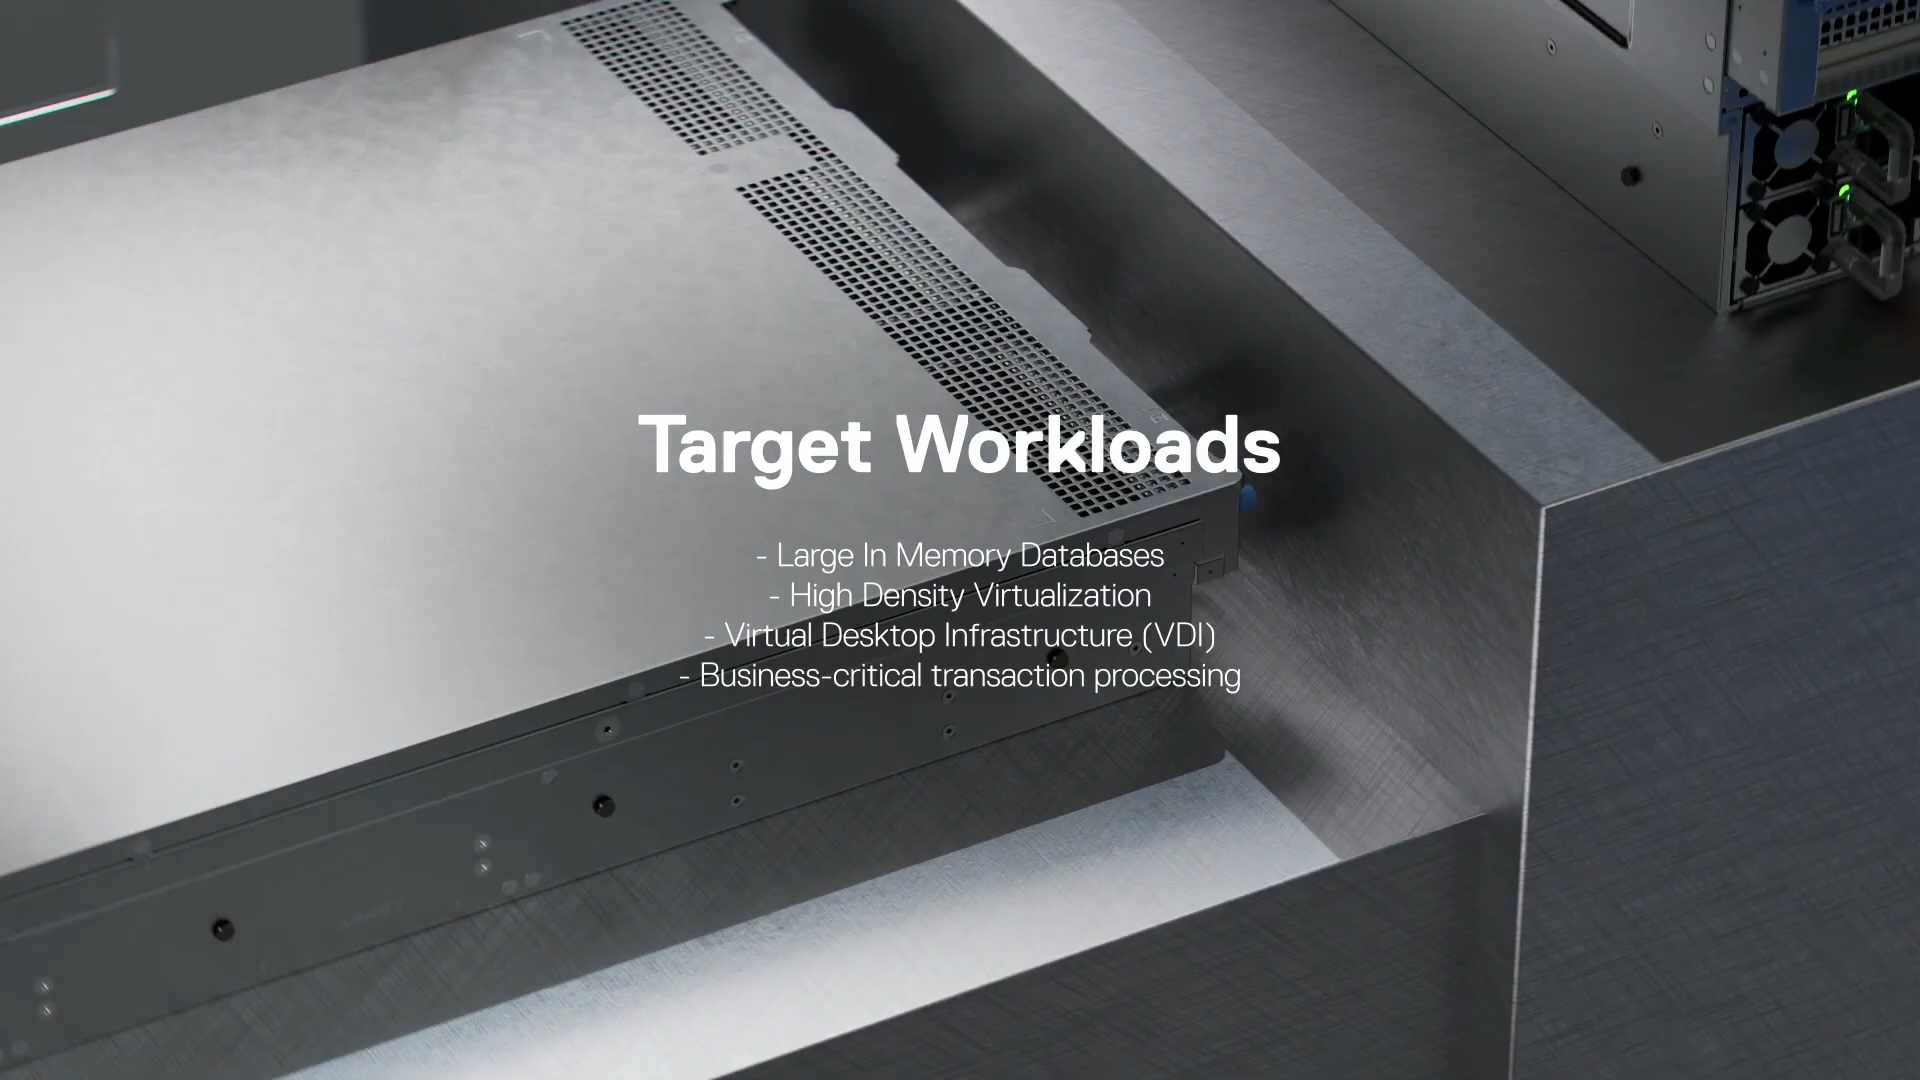 Target Workloads
- Large In Memory Databases
- High Density Virtualization
- Virtual Desktop Infrastructure (VDI)
- Business-critical transaction processing